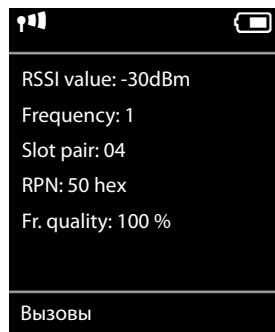 RSSI value: -30dBm
Frequency: 1
Slot pair: 04
RPN: 50 hex
Fr. quality: 100 %
Вызовы